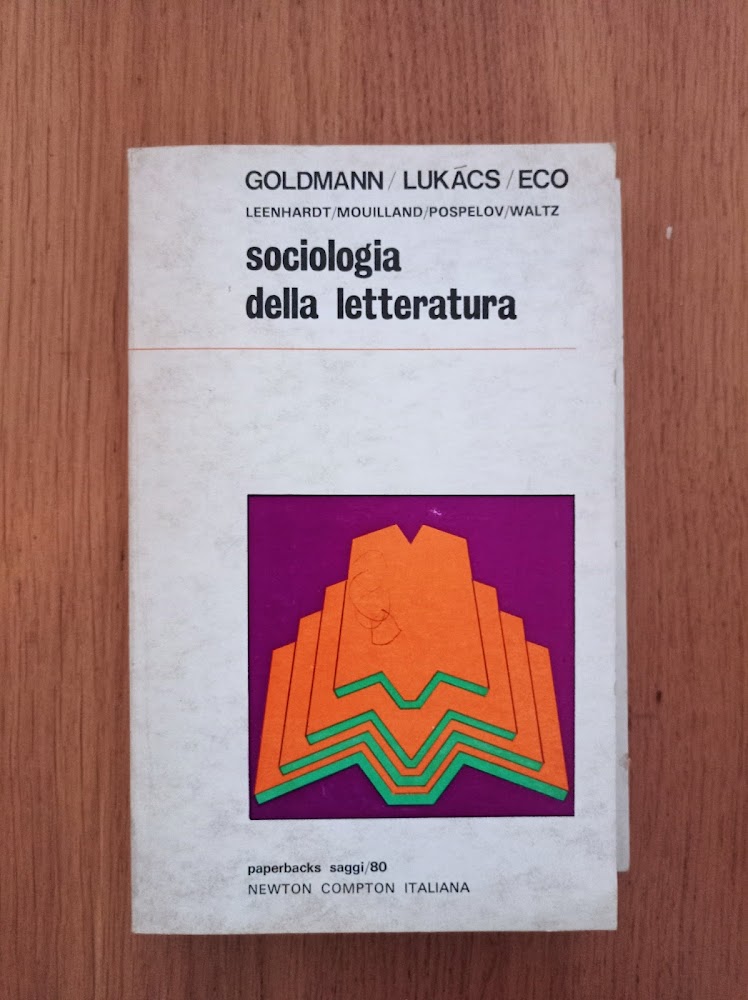 GOLDMANN/LUKÁCS/ECO
LEENHARDT/MOUILLAND/POSPELOV/WALTZ
sociologia
della letteratura
paperbacks saggi/80
NEWTON COMPTON ITALIANA